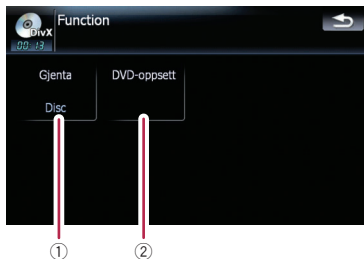 Function
DivX
00:13
Gjenta
DVD-oppsett
Disc
① ②